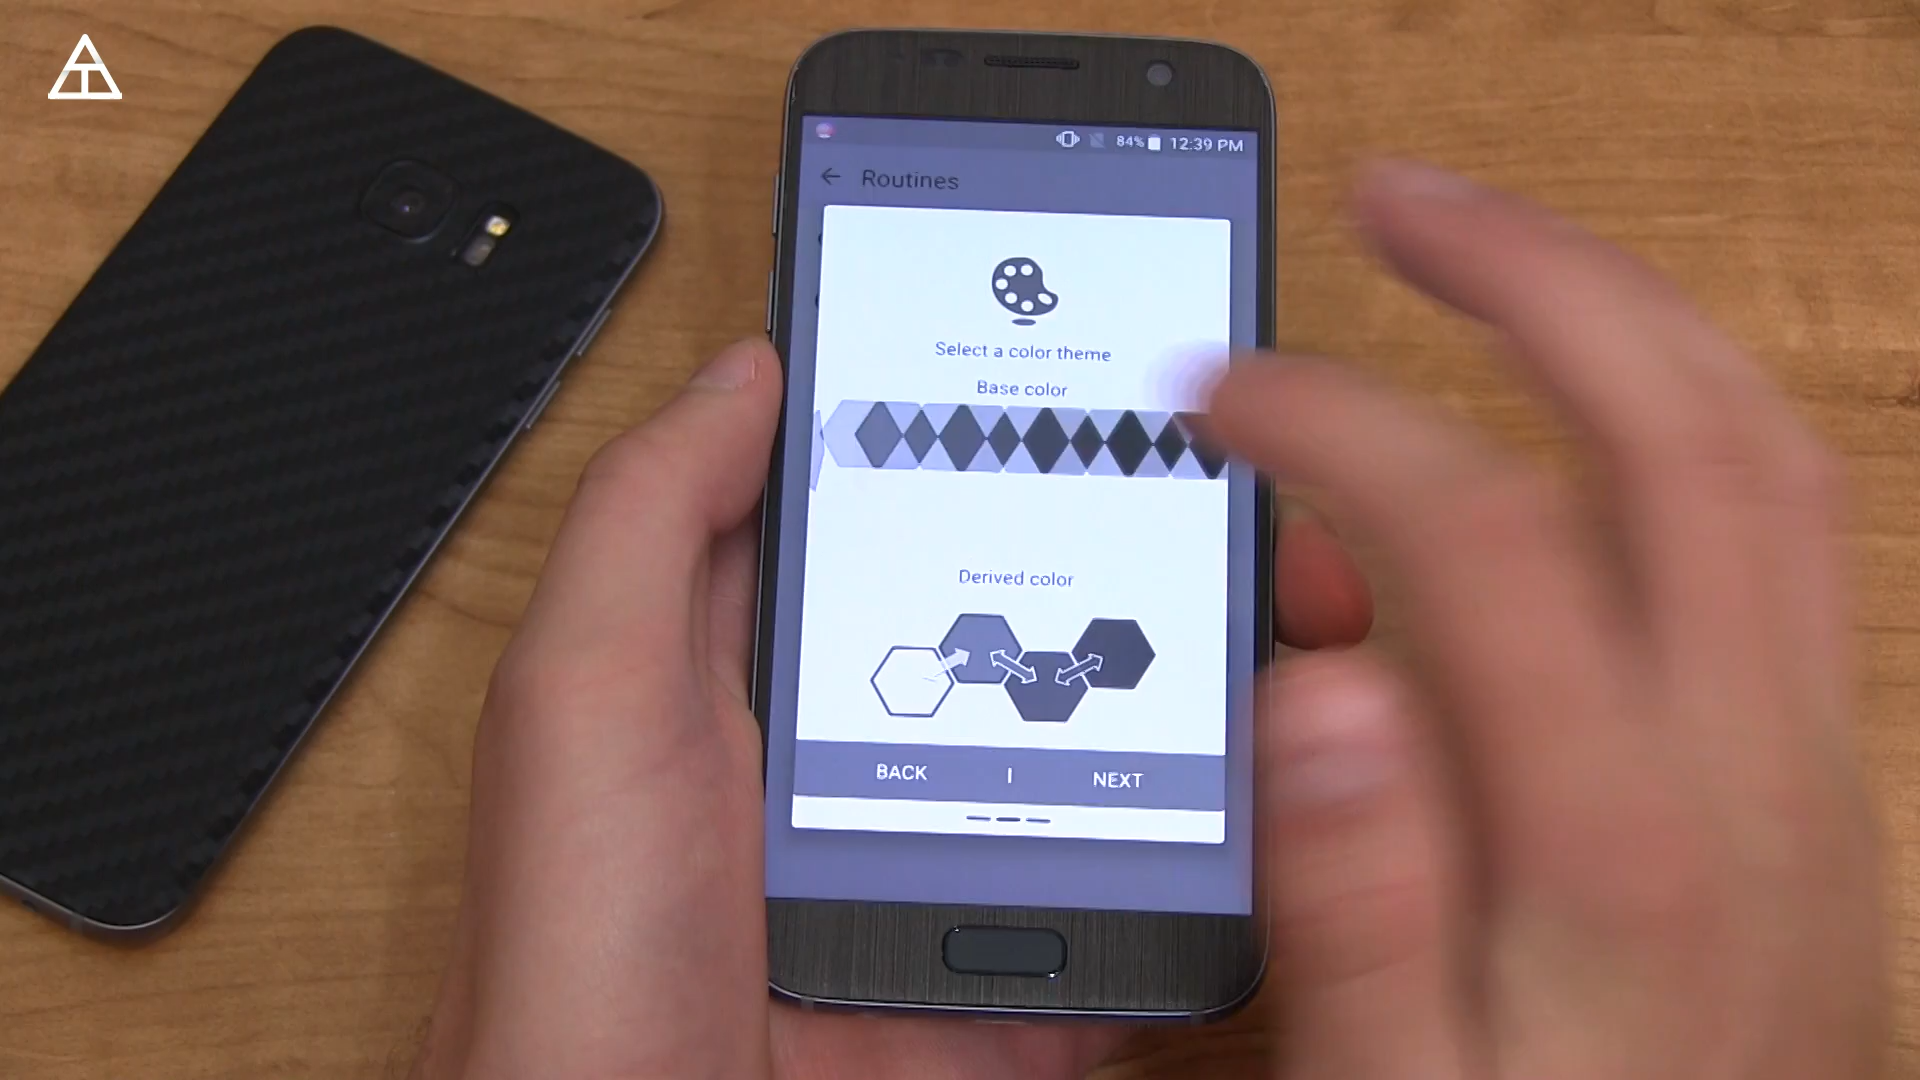 84% 12:39 PM
Routines
Select a color theme
Base color
Derived color
BACK | NEXT